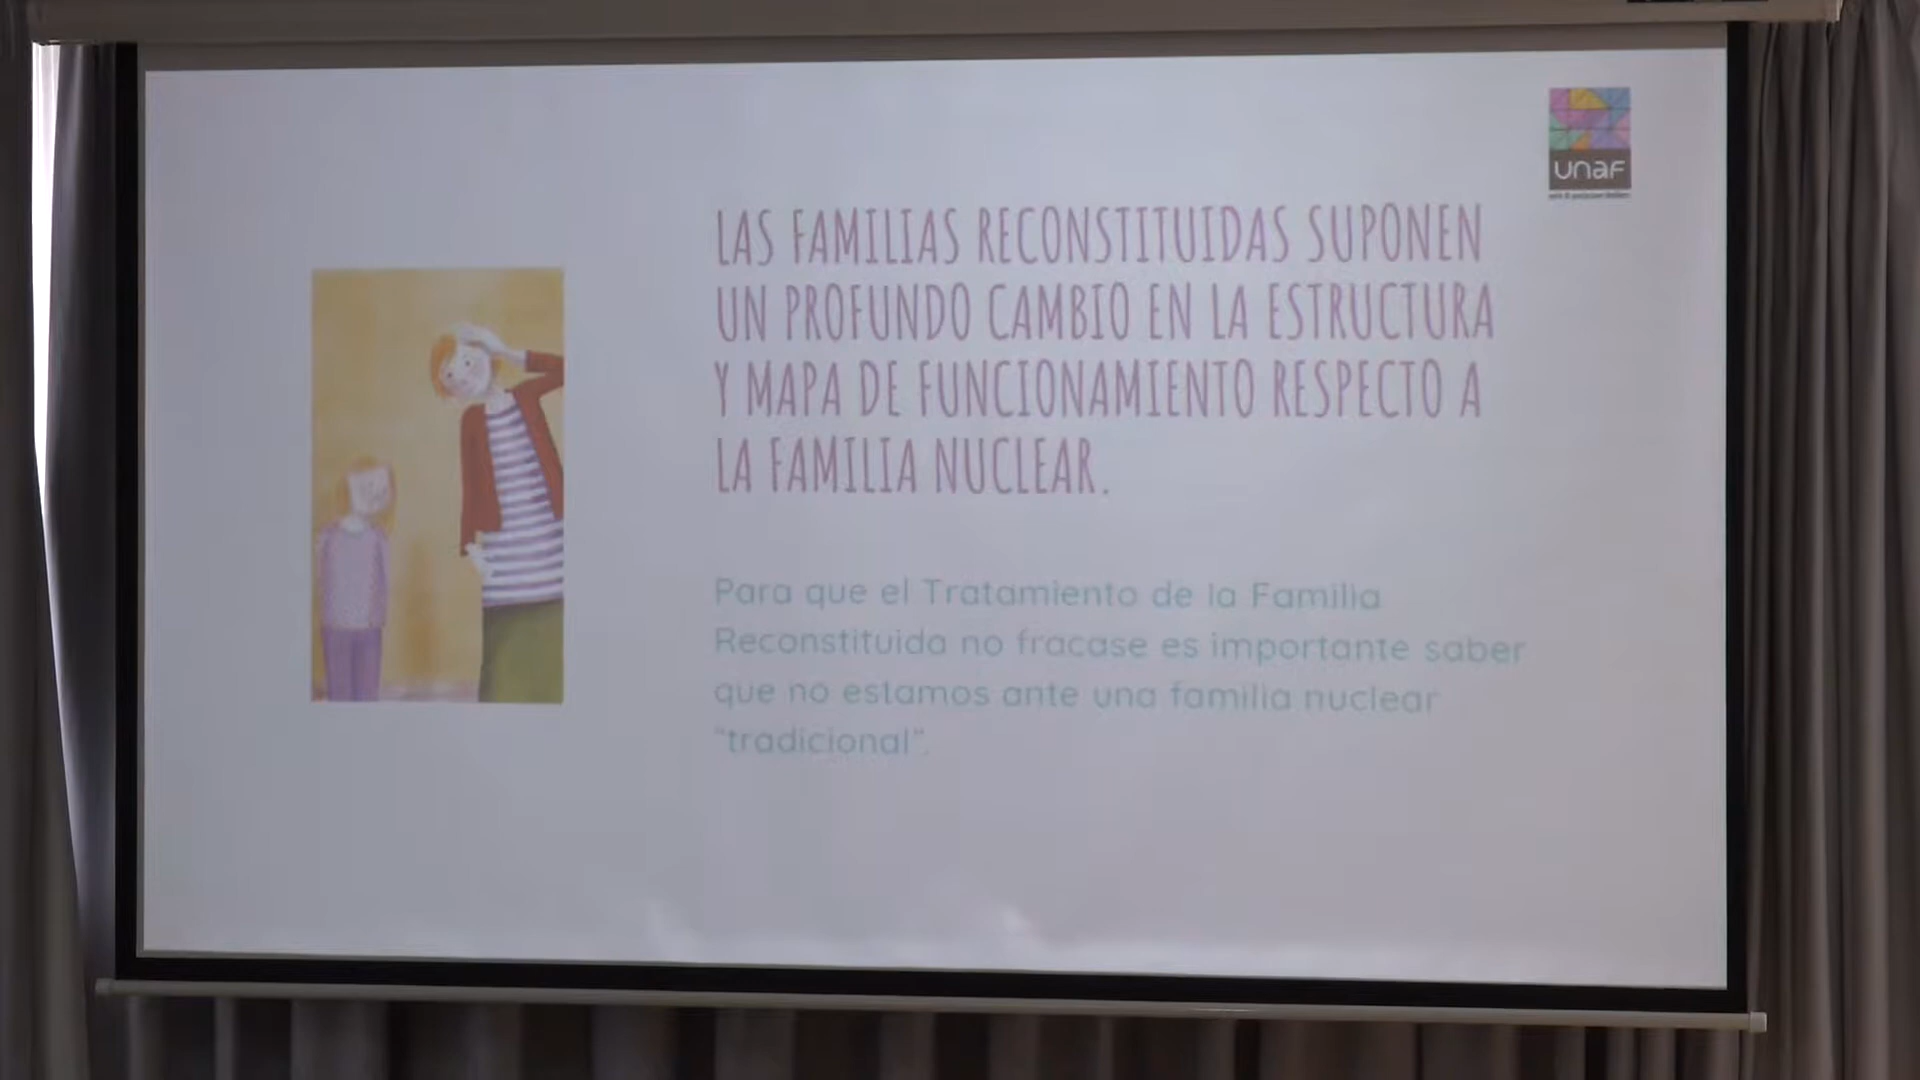 unaf
LAS FAMILIAS RECONSTITUIDAS SUPONEN
UN PROFUNDO CAMBIO EN LA ESTRUCTURA
Y MAPA DE FUNCIONAMIENTO RESPECTO A
LA FAMILIA NUCLEAR.
Para que el Tratamiento de la Familia
Reconstituida no fracase es importante saber
que no estamos ante una familia nuclear
“tradicional”.